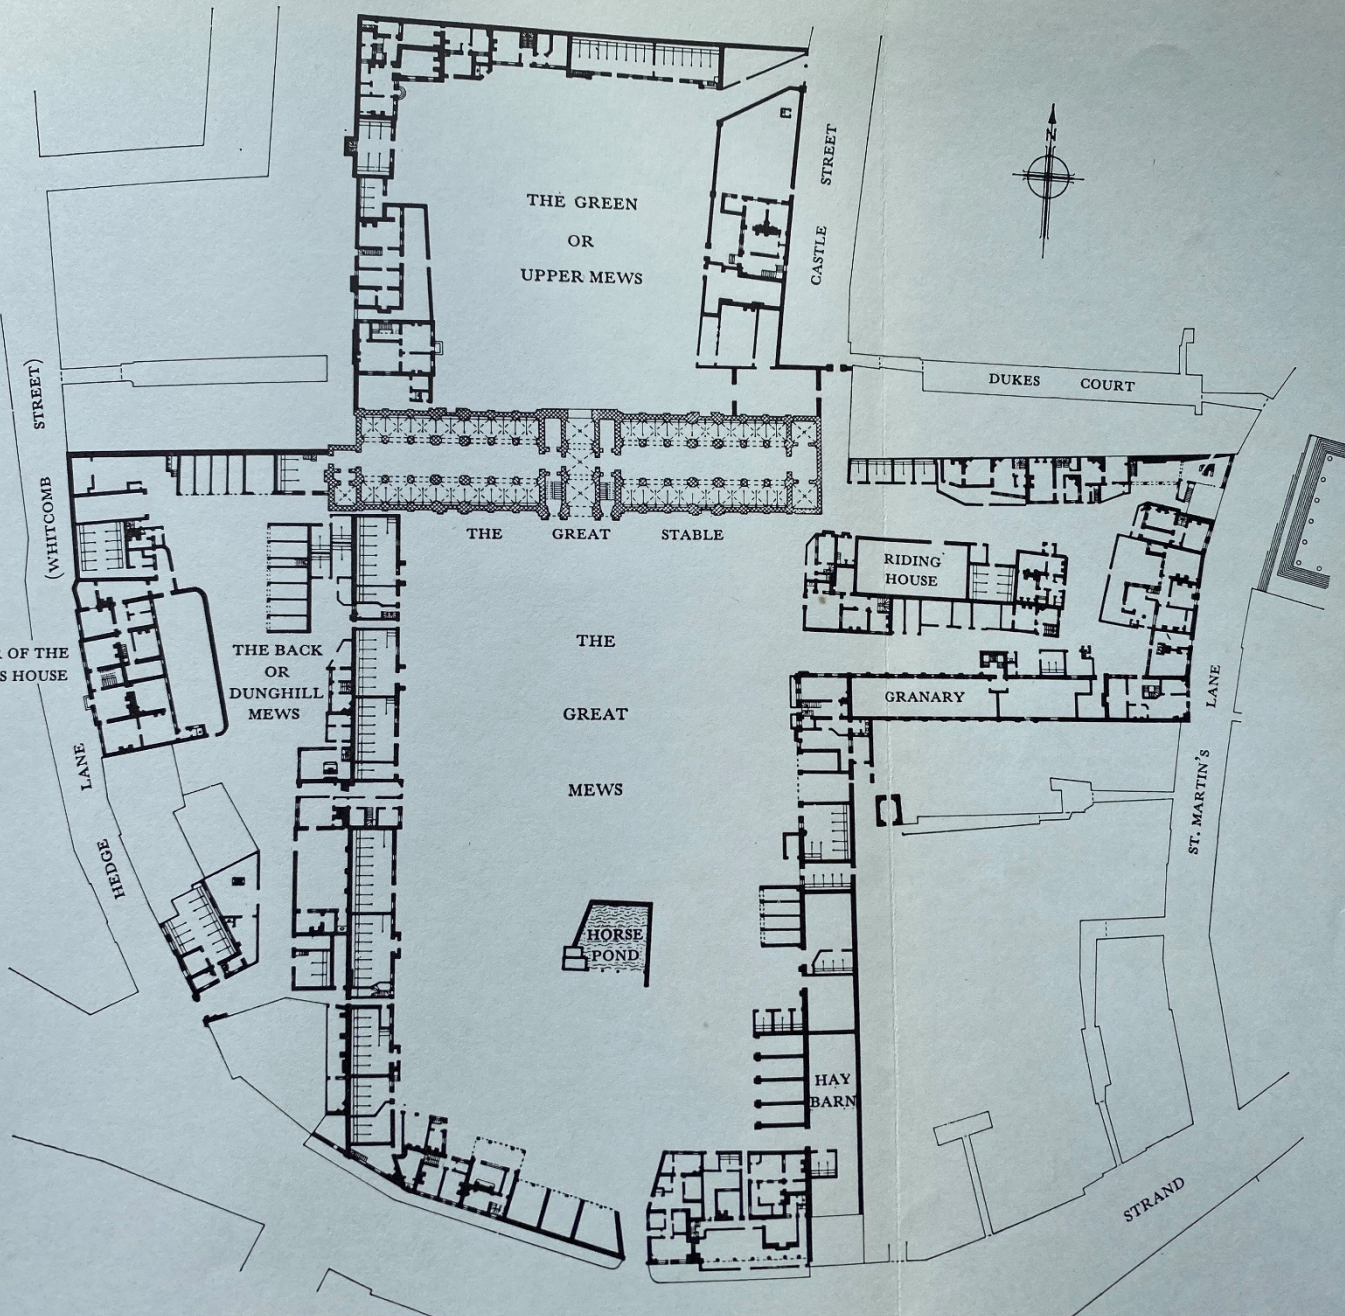 THE GREEN
OR
UPPER MEWS
CASTLE STREET
N
DUKES COURT
(WHITCOMB STREET)
THE GREAT STABLE
RIDING
HOUSE
OF THE
S HOUSE
THE BACK
OR
DUNGHILL
MEWS
THE
GREAT
MEWS
GRANARY
HEDGE LANE
ST. MARTIN'S LANE
HORSE
POND
HAY
BARN
STRAND